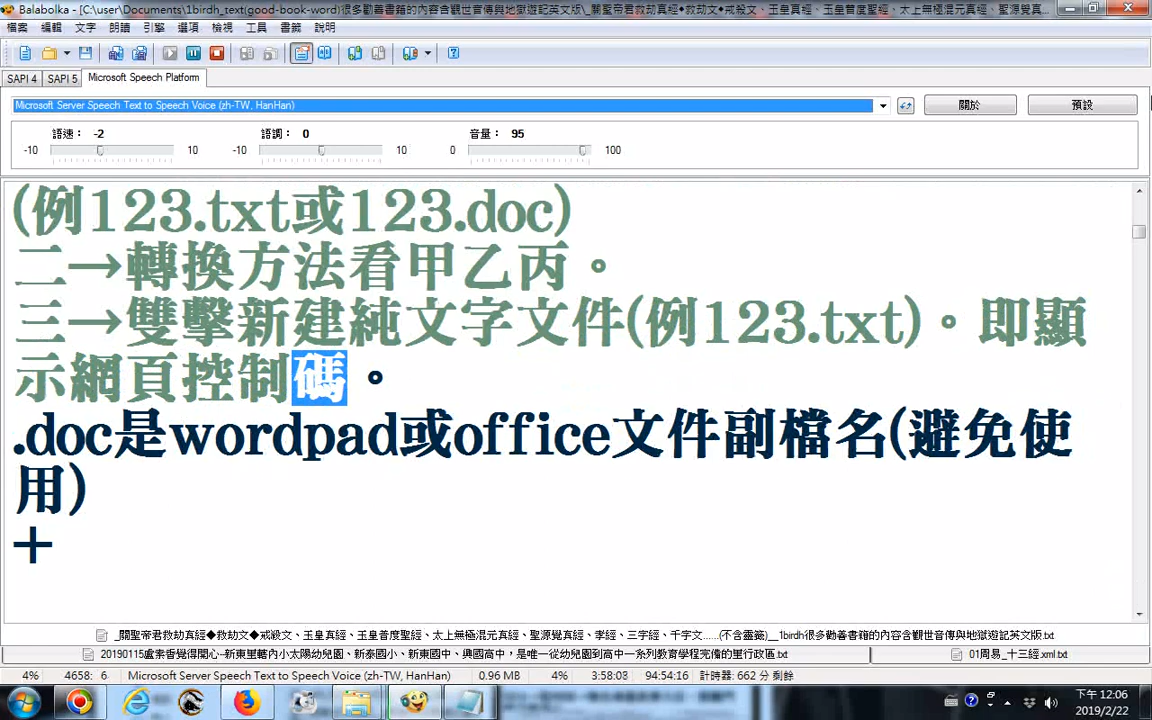 Balabolka - [C:\user\Documents\1birdh_text(good-book-word)很多勸善書籍的內容含觀世音傳與地獄遊記英文版\_關聖帝君救劫真經◆救劫文◆戒殺文、玉皇真經、玉皇普度聖經、太上無極混元真經、聖源覺真...
檔案 編輯 文字 朗讀 引擎 選項 檢視 工具 書籤 說明
SAPI 4 SAPI 5 Microsoft Speech Platform
Microsoft Server Speech Text to Speech Voice (zh-TW, HanHan) 關於 預設
語速： -2 語調： 0 音量： 95
-10 10 -10 10 0 100
(例123.txt或123.doc)
二→轉換方法看甲乙丙。
三→雙擊新建純文字文件(例123.txt)。即顯
示網頁控制碼。
.doc是wordpad或office文件副檔名(避免使
用)
＋
_關聖帝君救劫真經◆救劫文◆戒殺文、玉皇真經、玉皇普度聖經、太上無極混元真經、聖源覺真經、孝經、三字經、千字文......(不含靈籤)__1birdh很多勸善書籍的內容含觀世音傳與地獄遊記英文版.txt
20190115盧素香覺得開心--新東里轄內小太陽幼兒園、新泰國小、新東國中、興國高中，是唯一從幼兒園到高中一系列教育學程完備的里行政區.txt 01周易_十三經.xml.txt
4% 4658: 6 Microsoft Server Speech Text to Speech Voice (zh-TW, HanHan) 0.96 MB 4% 3:58:03 94:54:16 計時器: 662 分 剩餘
下午 12:06
2019/2/22